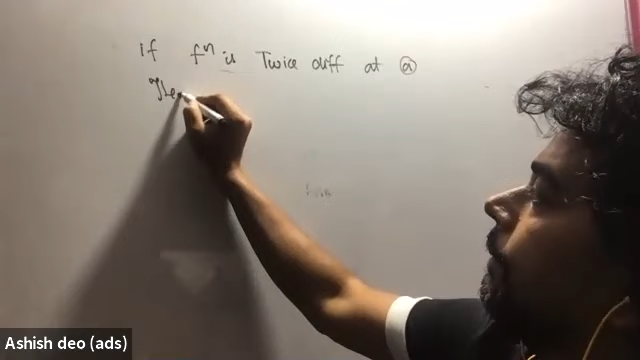 If fⁿ is Twice diff at ⓐ
The
Ashish deo (ads)